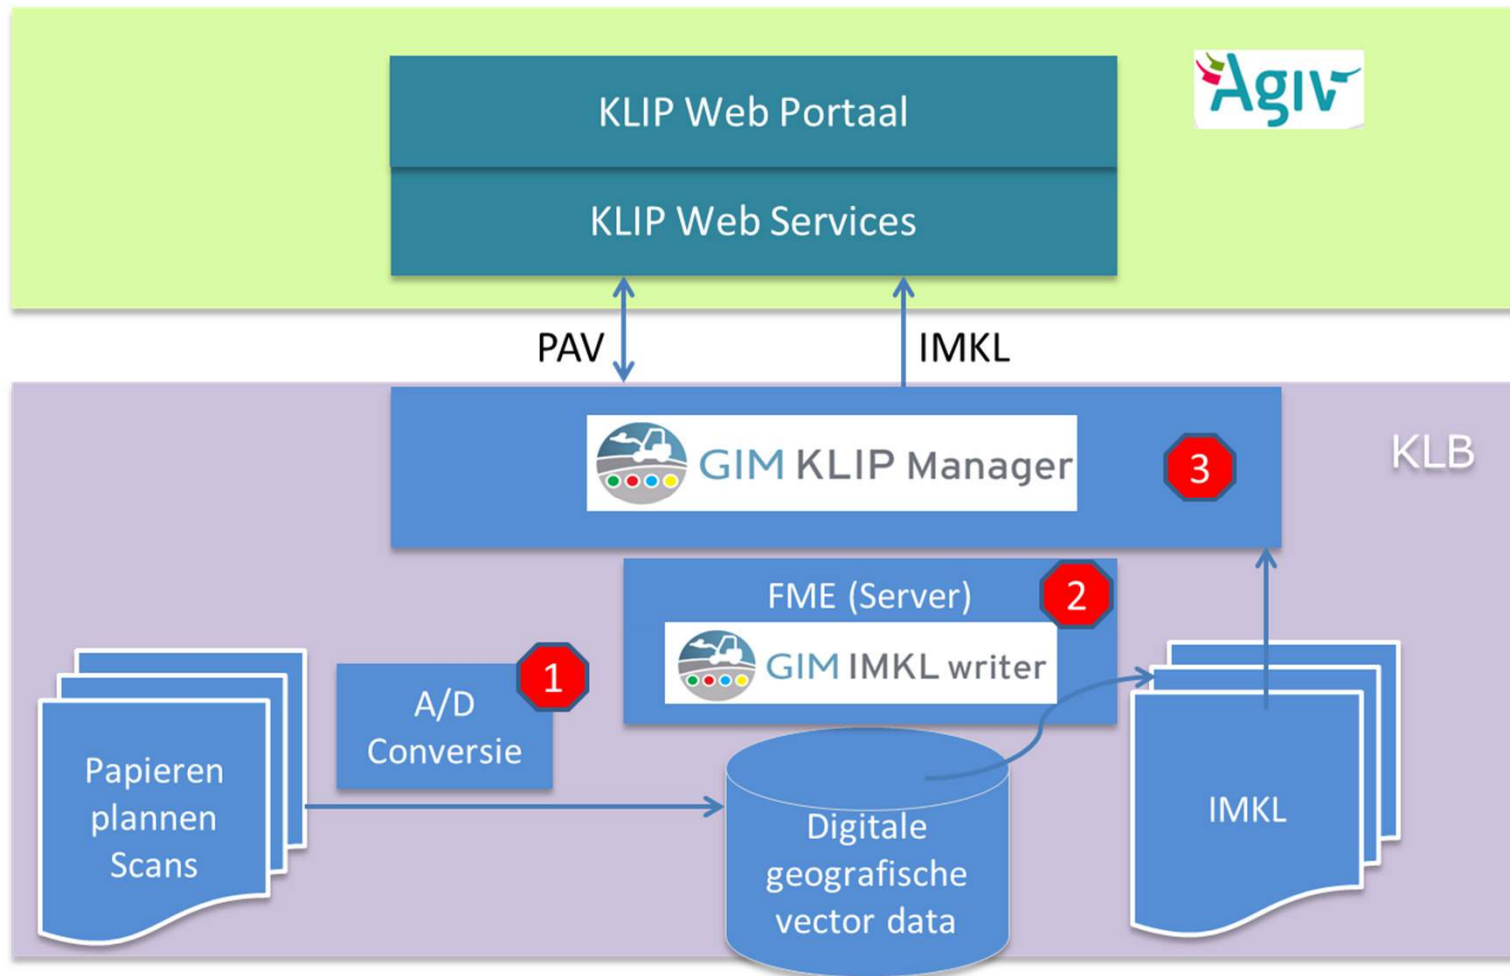 KLIP Web Portaal
Agiv
KLIP Web Services
PAV
IMKL
GIM KLIP Manager
3
KLB
FME (Server)
2
GIM IMKL writer
1
A/D
Conversie
Papieren
plannen
Scans
Digitale
geografische
vector data
IMKL